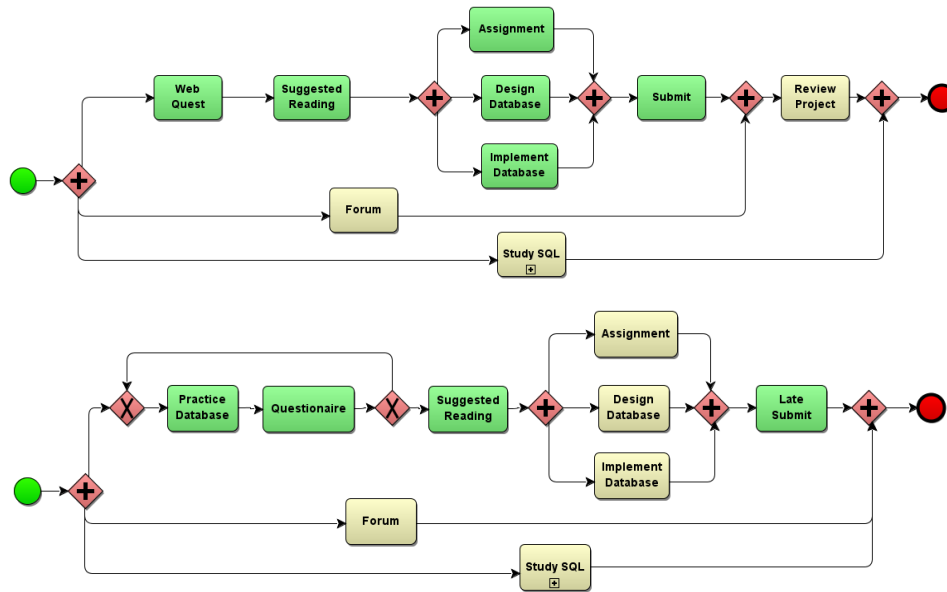 Assignment
Web
Quest
Suggested
Reading
Design
Database
Submit
Review
Project
Implement
Database
Forum
Study SQL
Assignment
Practice
Database
Questionaire
Suggested
Reading
Design
Database
Late
Submit
Implement
Database
Forum
Study SQL